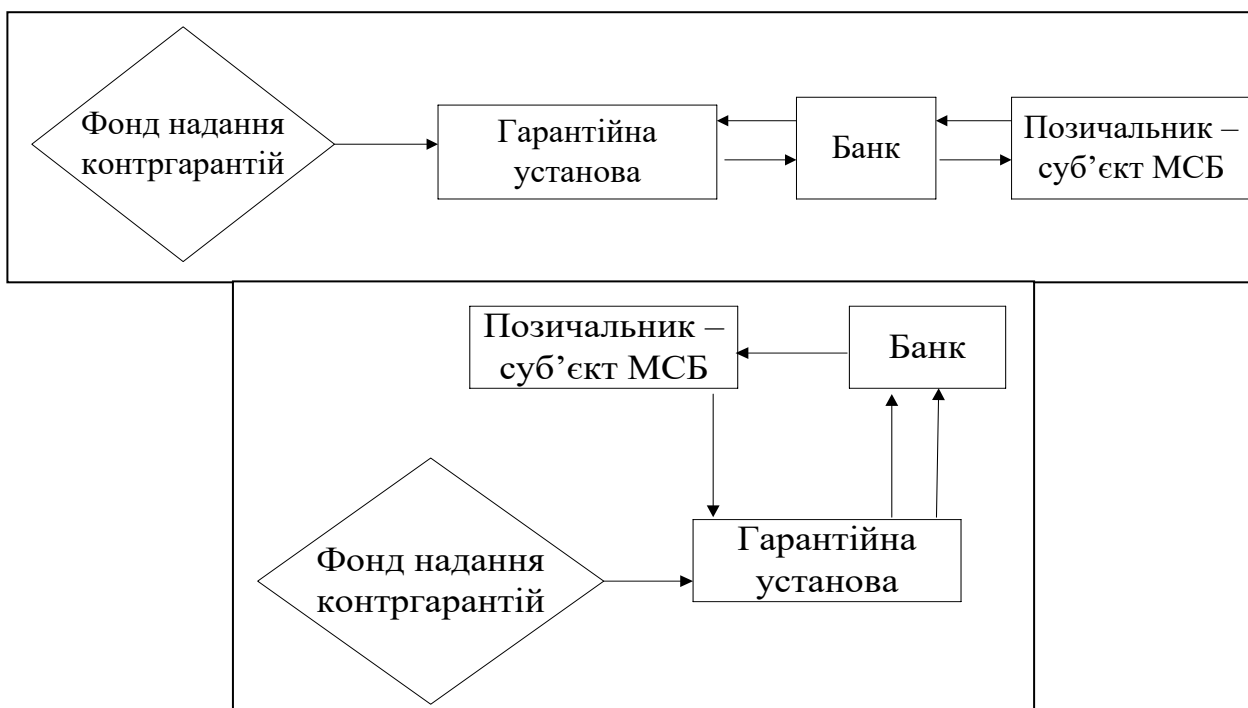 Фонд надання
контргарантій
Гарантійна
установа
Банк
Позичальник –
суб’єкт МСБ
Позичальник –
суб’єкт МСБ
Банк
Фонд надання
контргарантій
Гарантійна
установа